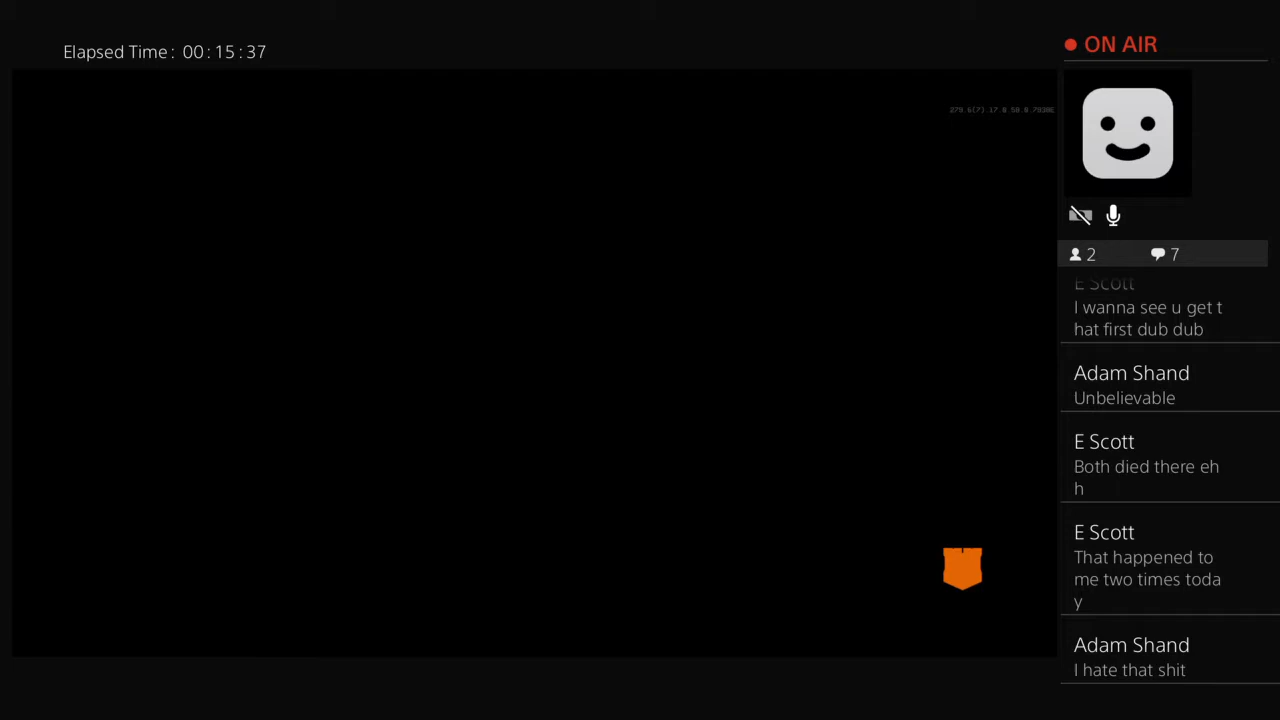 Elapsed Time: 00:15:37
ON AIR
2 7
E Scott
I wanna see u get t
hat first dub dub
Adam Shand
Unbelievable
E Scott
Both died there eh
h
E Scott
That happened to
me two times toda
y
Adam Shand
I hate that shit